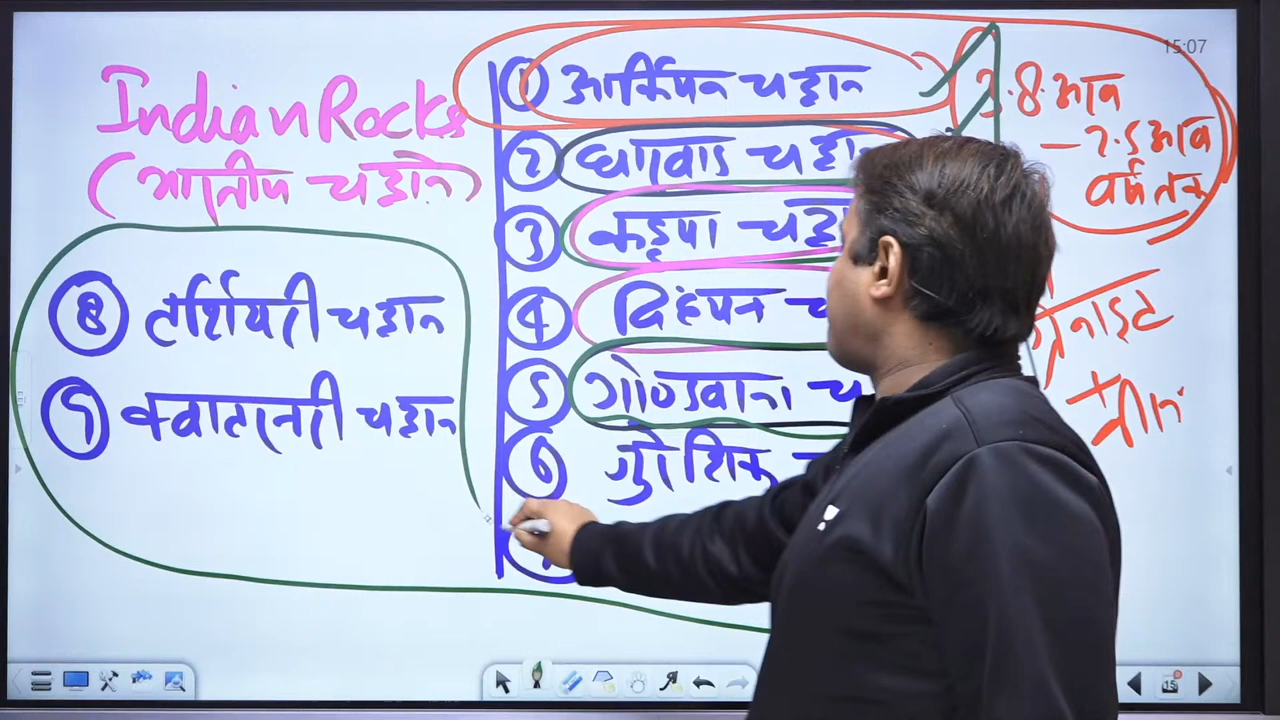 Indian Rocks
(भारतीय चट्टाने)
① आर्कियन चट्टान
② धारवाड चट्टान
③ कड़पा चट्टा
④ विंध्यन च
⑤ गोण्डवाना च
⑥
⑧ टर्शियरी चट्टान
⑨ क्वाटरनरी चट्टान
3.8 अरब
– 2.5 अरब
वर्ष तक
ग्रेनाइट
+
15:07
15